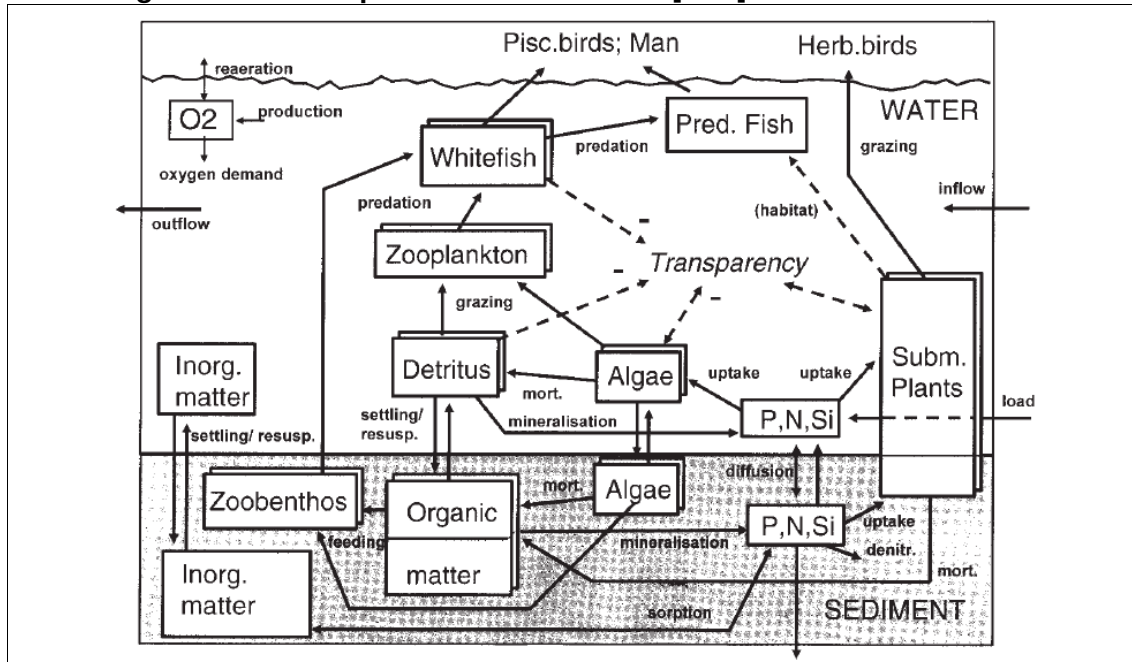 Pisc.birds; Man
Herb.birds
reaeration
O2
production
oxygen demand
WATER
Whitefish
predation
Pred. Fish
grazing
predation
(habitat)
inflow
outflow
Zooplankton
–
–
Transparency
–
grazing
Inorg.
matter
Detritus
Algae
uptake
uptake
Subm.
Plants
mort.
settling/
resusp.
mineralisation
P,N,Si
load
settling/ resusp.
diffusion
Zoobenthos
mort.
Algae
Organic
matter
P,N,Si
uptake
feeding
mineralisation
denitr.
mort.
Inorg.
matter
sorption
SEDIMENT